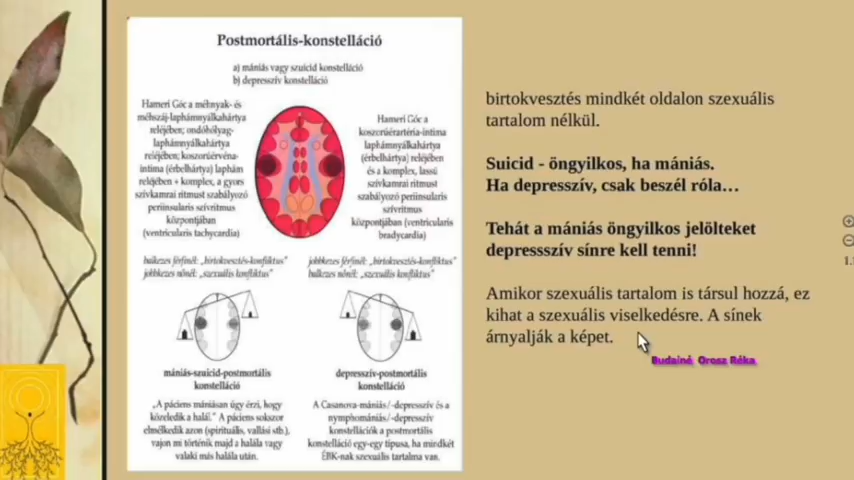 Postmortális-konstelláció
a) mániás vagy szuicid konstelláció
b) depresszív konstelláció
Hameri Góc a méhnyak- és
méhszáj-laphámnyálkahártya
reléjében; ondóhólyag-
laphámnyálkahártya
reléjében; koszorúérvéna-
intima (érbelhártya) laphám
reléjében + komplex, a gyors
szívkamrai ritmust szabályozó
periinsularis szívritmus
központjában
(ventricularis tachycardia)
Hameri Góc a
koszorúérartéria-intima
laphámnyálkahártya
(érbelhártya) reléjében
és a komplex, lassú
szívkamrai ritmust
szabályozó periinsularis
szívritmus
központjában (ventricularis
bradycardia)
balkezes férfinél: „birtokvesztés-konfliktus"
jobbkezes nőnél: „szexuális konfliktus"
jobbkezes férfinél: „birtokvesztés-konfliktus"
balkezes nőnél: „szexuális konfliktus"
mániás-szuicid-postmortális
konstelláció
depresszív-postmortális
konstelláció
„A páciens mániásan úgy érzi, hogy
közeledik a halál." A páciens sokszor
elmélkedik azon (spirituális, vallási stb.),
vajon mi történik majd a halála vagy
valaki más halála után.
A Casanova-mániás/-depresszív és a
nymphomániás/-depresszív
konstellációk a postmortális
konstelláció egy-egy típusa, ha mindkét
ÉBK-nak szexuális tartalma van.
birtokvesztés mindkét oldalon szexuális
tartalom nélkül.
Suicid - öngyilkos, ha mániás.
Ha depresszív, csak beszél róla…
Tehát a mániás öngyilkos jelölteket
depressszív sínre kell tenni!
Amikor szexuális tartalom is társul hozzá, ez
kihat a szexuális viselkedésre. A sínek
árnyalják a képet.
Budainé Orosz Réka